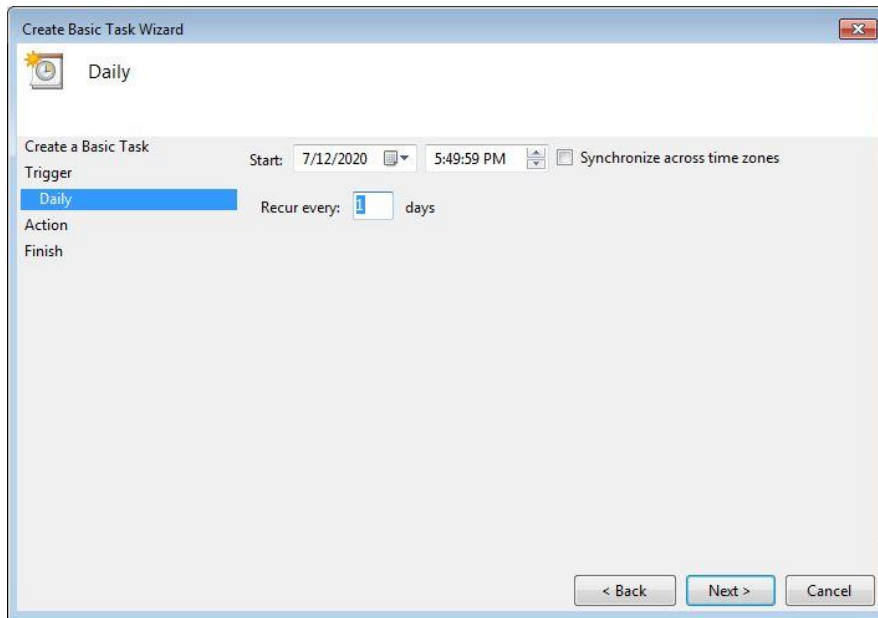 Create Basic Task Wizard
Daily
Create a Basic Task
Trigger
Daily
Action
Finish
Start: 7/12/2020 5:49:59 PM Synchronize across time zones
Recur every: 1 days
< Back Next > Cancel